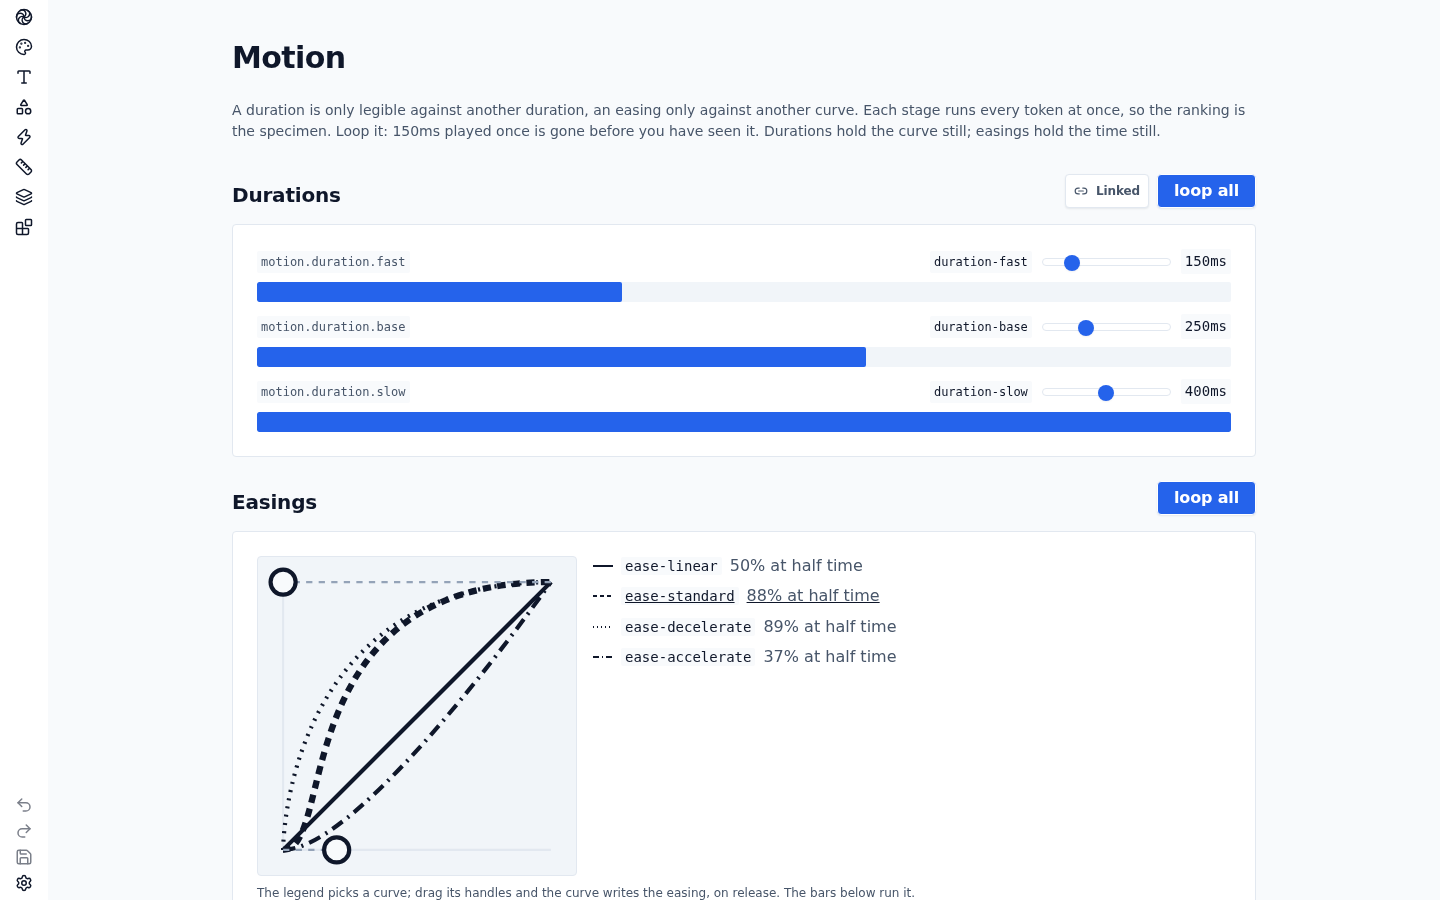 Motion
A duration is only legible against another duration, an easing only against another curve. Each stage runs every token at once, so the ranking is
the specimen. Loop it: 150ms played once is gone before you have seen it. Durations hold the curve still; easings hold the time still.
Durations
Linked
loop all
motion.duration.fast
duration-fast
150ms
motion.duration.base
duration-base
250ms
motion.duration.slow
duration-slow
400ms
Easings
loop all
ease-linear 50% at half time
ease-standard 88% at half time
ease-decelerate 89% at half time
ease-accelerate 37% at half time
The legend picks a curve; drag its handles and the curve writes the easing, on release. The bars below run it.